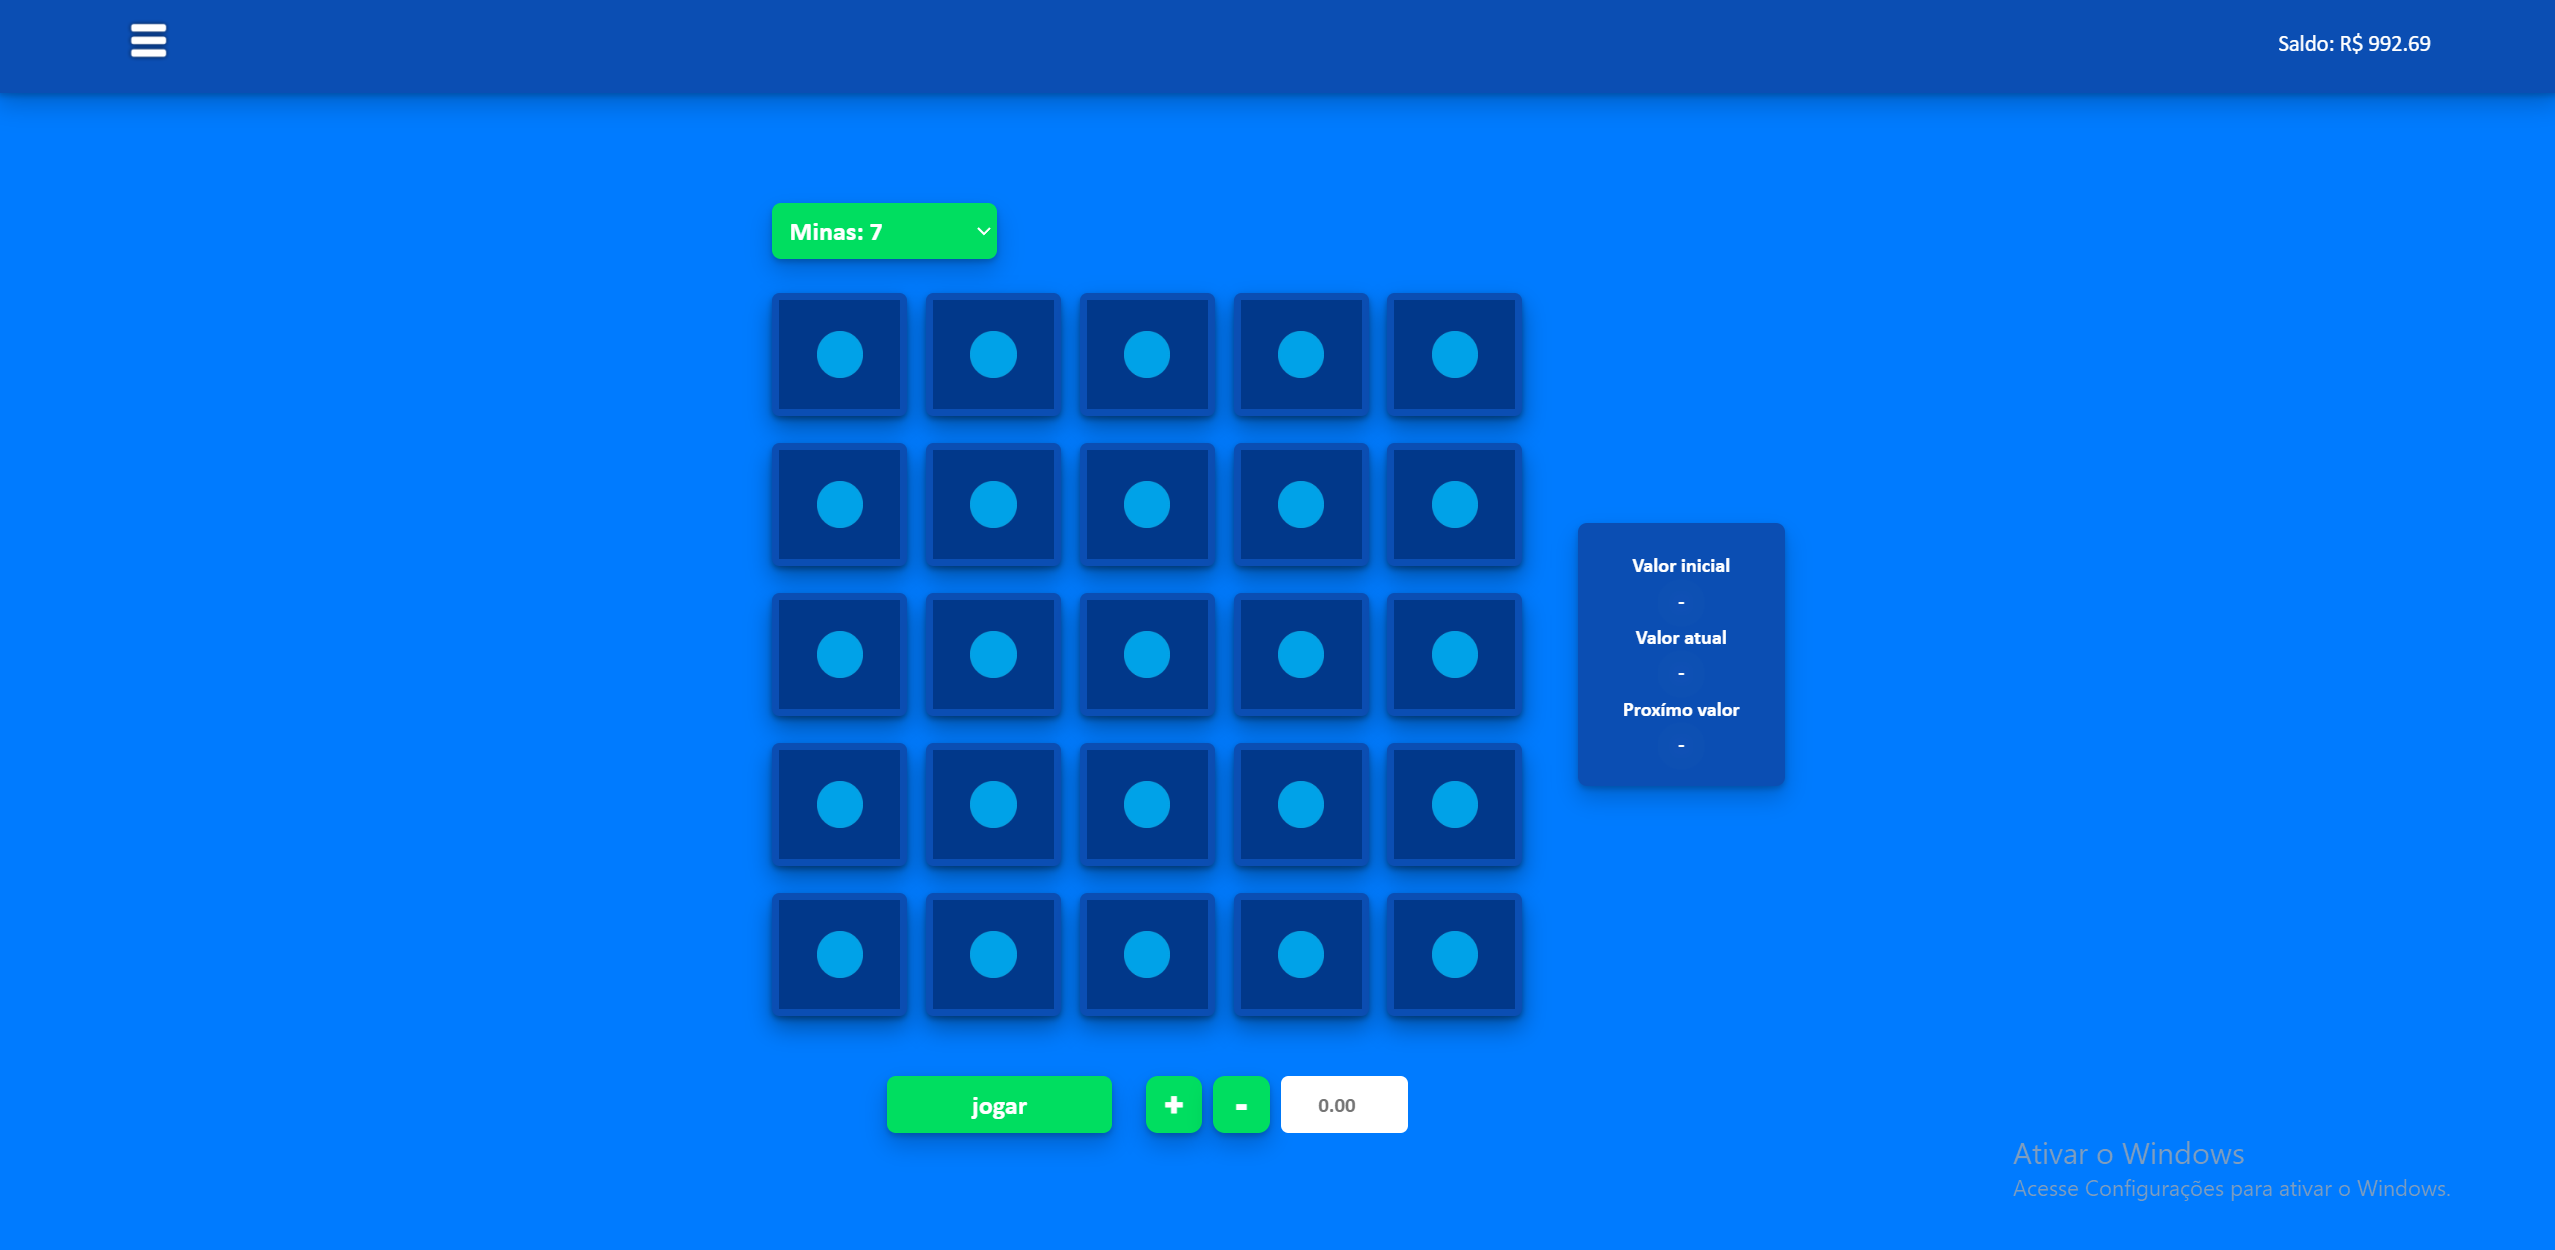 Saldo: R$ 992.69
Minas: 7
Valor inicial
-
Valor atual
-
Proxímo valor
-
jogar
+
-
0.00
Ativar o Windows
Acesse Configurações para ativar o Windows.